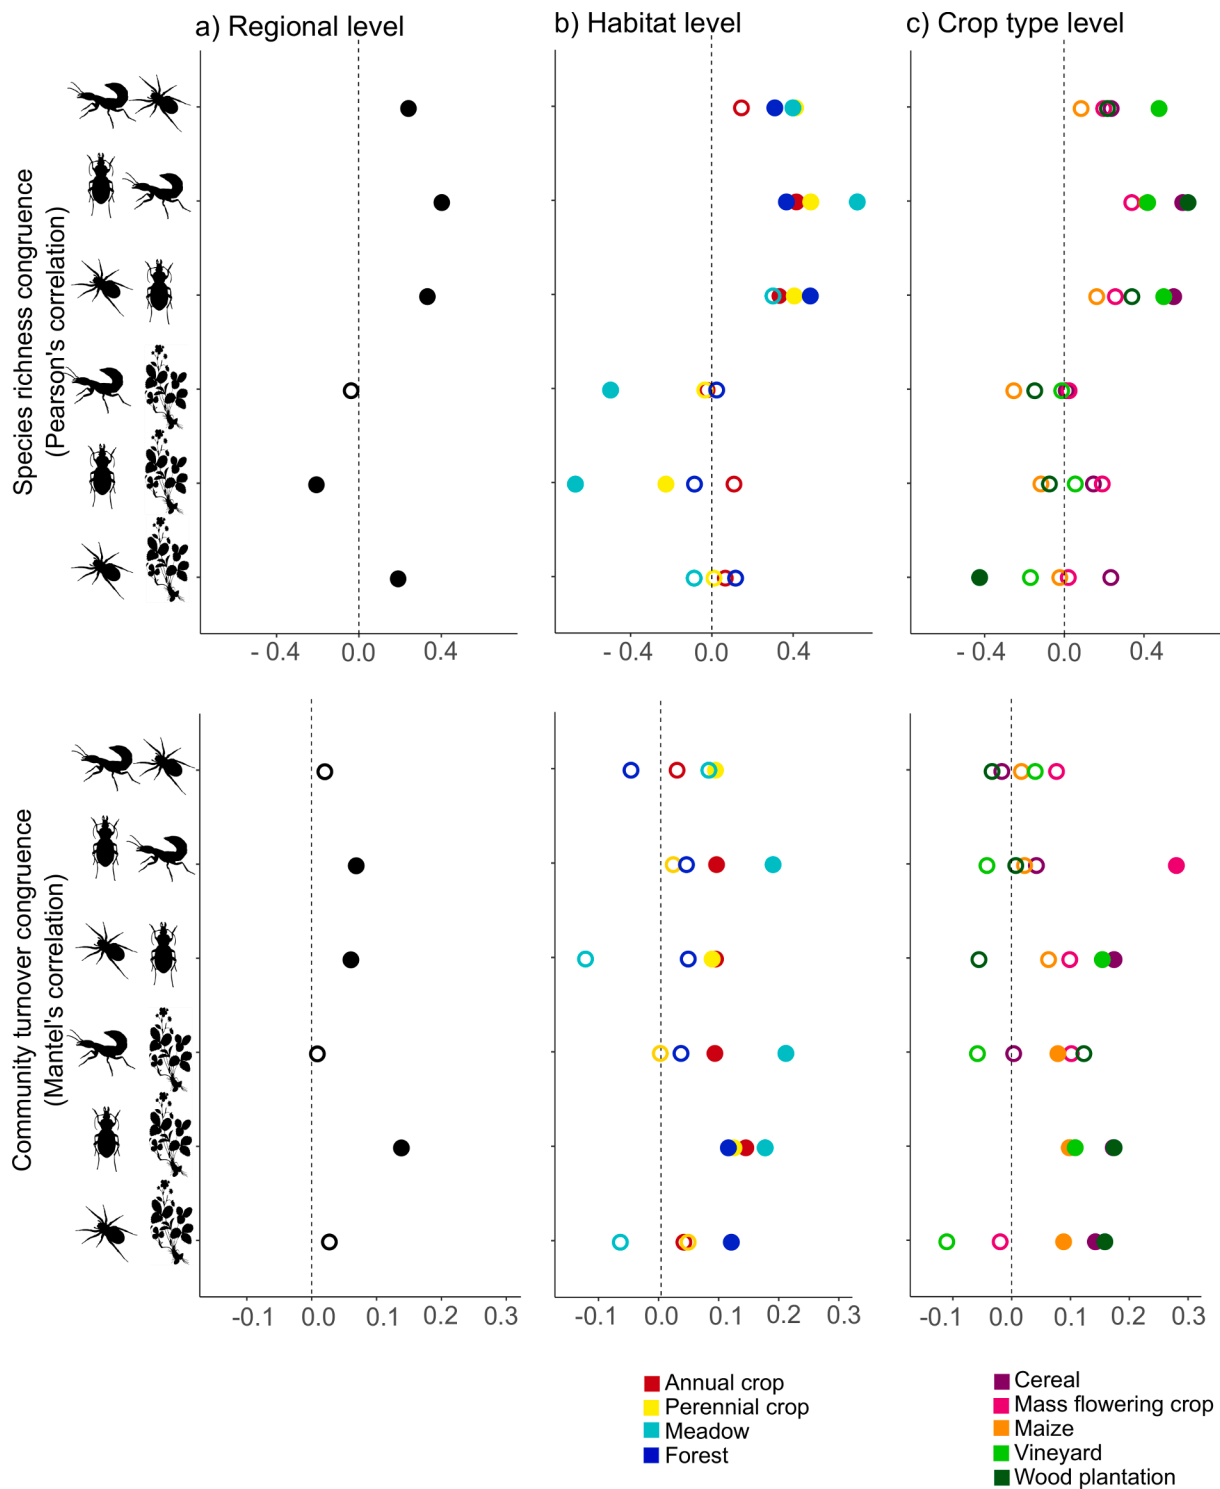 a) Regional level
b) Habitat level
c) Crop type level
Species richness congruence
(Pearson's correlation)
- 0.4 0.0 0.4
- 0.4 0.0 0.4
- 0.4 0.0 0.4
Community turnover congruence
(Mantel's correlation)
-0.1 0.0 0.1 0.2 0.3
-0.1 0.0 0.1 0.2 0.3
-0.1 0.0 0.1 0.2 0.3
Annual crop
Perennial crop
Meadow
Forest
Cereal
Mass flowering crop
Maize
Vineyard
Wood plantation